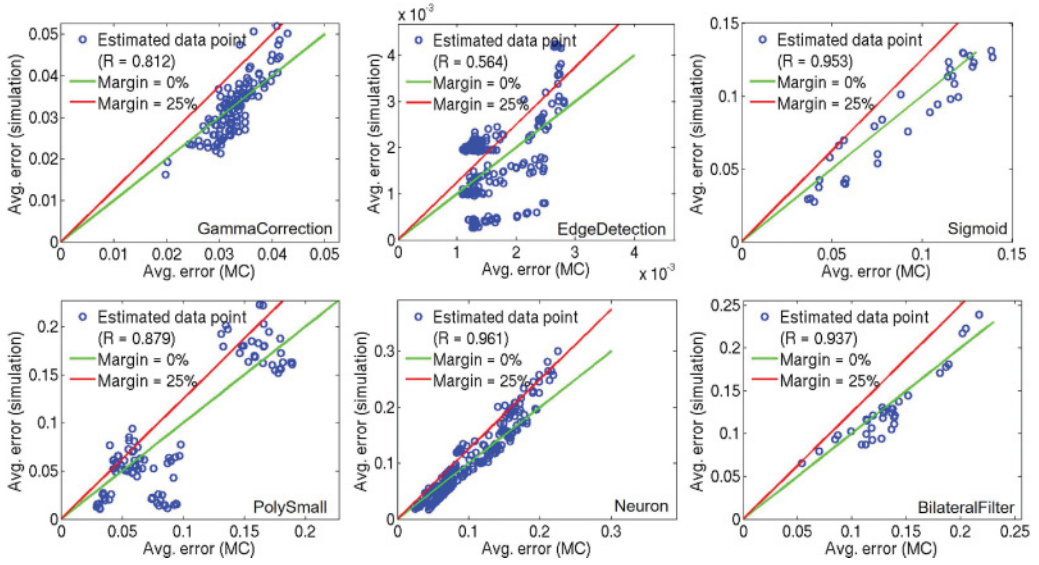 0.05
0.04
0.03
0.02
0.01
0
Avg. error (simulation)
Estimated data point
(R = 0.812)
Margin = 0%
Margin = 25%
GammaCorrection
0 0.01 0.02 0.03 0.04 0.05
Avg. error (MC)
x 10⁻³
4
3
2
1
0
Avg. error (simulation)
Estimated data point
(R = 0.564)
Margin = 0%
Margin = 25%
EdgeDetection
0 1 2 3 4
Avg. error (MC)
x 10⁻³
0.15
0.1
0.05
0
Avg. error (simulation)
Estimated data point
(R = 0.953)
Margin = 0%
Margin = 25%
Sigmoid
0 0.05 0.1 0.15
Avg. error (MC)
0.2
0.15
0.1
0.05
0
Avg. error (simulation)
Estimated data point
(R = 0.879)
Margin = 0%
Margin = 25%
PolySmall
0 0.05 0.1 0.15 0.2
Avg. error (MC)
0.3
0.2
0.1
0
Avg. error (simulation)
Estimated data point
(R = 0.961)
Margin = 0%
Margin = 25%
Neuron
0 0.1 0.2 0.3
Avg. error (MC)
0.25
0.2
0.15
0.1
0.05
0
Avg. error (simulation)
Estimated data point
(R = 0.937)
Margin = 0%
Margin = 25%
BilateralFilter
0 0.05 0.1 0.15 0.2 0.25
Avg. error (MC)